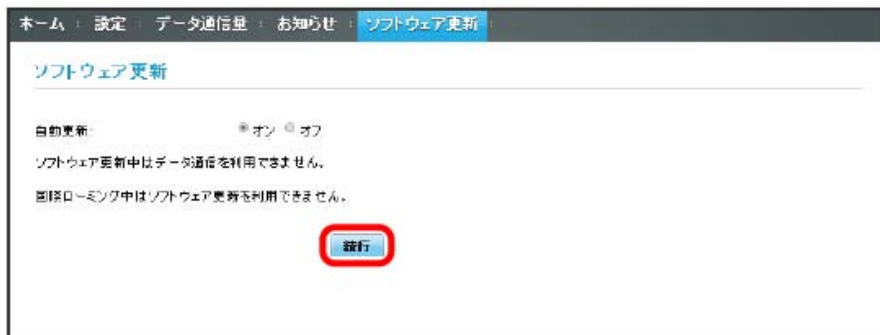 ホーム : 設定 : データ通信量 : お知らせ : ソフトウェア更新 :
ソフトウェア更新
自動更新: オン オフ
ソフトウェア更新中はデータ通信を利用できません。
国際ローミング中はソフトウェア更新を利用できません。
続行